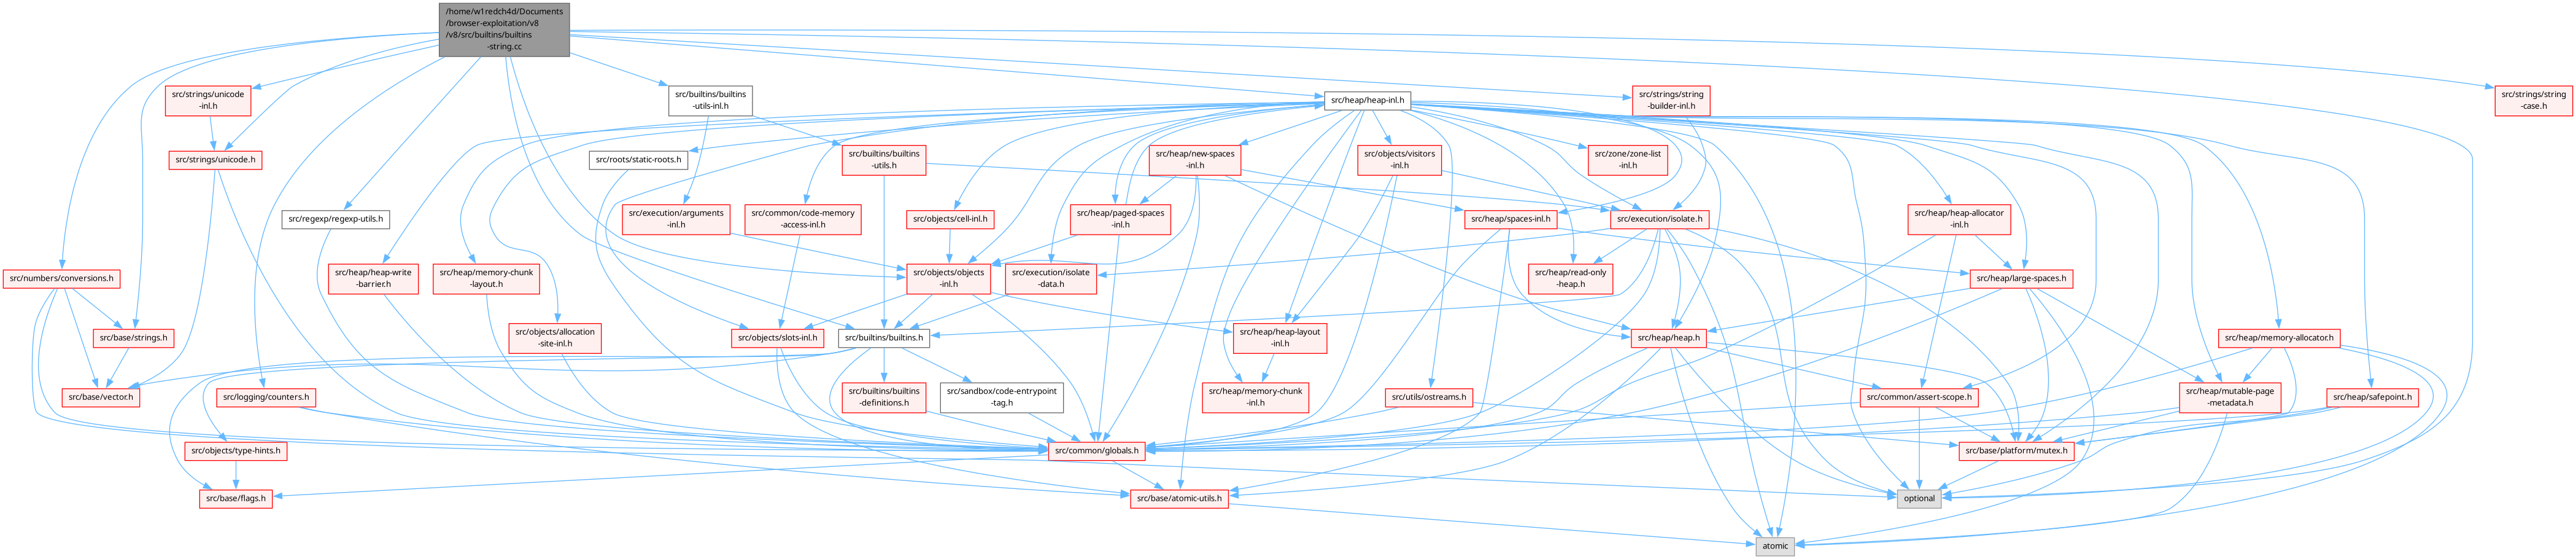 /home/w1redch4d/Documents
/browser-exploitation/v8
/v8/src/builtins/builtins
-string.cc
src/strings/unicode
-inl.h
src/builtins/builtins
-utils-inl.h
src/heap/heap-inl.h
src/strings/string
-builder-inl.h
src/strings/string
-case.h
src/strings/unicode.h
src/roots/static-roots.h
src/builtins/builtins
-utils.h
src/heap/new-spaces
-inl.h
src/objects/visitors
-inl.h
src/zone/zone-list
-inl.h
src/regexp/regexp-utils.h
src/execution/arguments
-inl.h
src/common/code-memory
-access-inl.h
src/objects/cell-inl.h
src/heap/paged-spaces
-inl.h
src/heap/spaces-inl.h
src/execution/isolate.h
src/heap/heap-allocator
-inl.h
src/numbers/conversions.h
src/heap/heap-write
-barrier.h
src/heap/memory-chunk
-layout.h
src/objects/objects
-inl.h
src/execution/isolate
-data.h
src/heap/read-only
-heap.h
src/heap/large-spaces.h
src/base/strings.h
src/objects/allocation
-site-inl.h
src/objects/slots-inl.h
src/builtins/builtins.h
src/heap/heap-layout
-inl.h
src/heap/heap.h
src/heap/memory-allocator.h
src/base/vector.h
src/logging/counters.h
src/builtins/builtins
-definitions.h
src/sandbox/code-entrypoint
-tag.h
src/heap/memory-chunk
-inl.h
src/utils/ostreams.h
src/common/assert-scope.h
src/heap/mutable-page
-metadata.h
src/heap/safepoint.h
src/objects/type-hints.h
src/common/globals.h
src/base/platform/mutex.h
src/base/flags.h
src/base/atomic-utils.h
optional
atomic